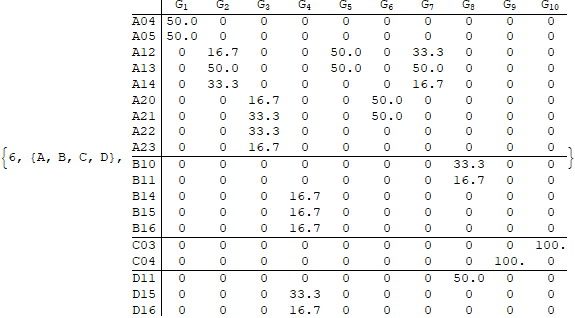 G1 G2 G3 G4 G5 G6 G7 G8 G9 G10
A04 50.0 0 0 0 0 0 0 0 0 0
A05 50.0 0 0 0 0 0 0 0 0 0
A12 0 16.7 0 0 50.0 0 33.3 0 0 0
A13 0 50.0 0 0 50.0 0 50.0 0 0 0
A14 0 33.3 0 0 0 0 16.7 0 0 0
A20 0 0 16.7 0 0 50.0 0 0 0 0
A21 0 0 33.3 0 0 50.0 0 0 0 0
A22 0 0 33.3 0 0 0 0 0 0 0
A23 0 0 16.7 0 0 0 0 0 0 0
{6, {A, B, C, D}, }
B10 0 0 0 0 0 0 0 33.3 0 0
B11 0 0 0 0 0 0 0 16.7 0 0
B14 0 0 0 16.7 0 0 0 0 0 0
B15 0 0 0 16.7 0 0 0 0 0 0
B16 0 0 0 16.7 0 0 0 0 0 0
C03 0 0 0 0 0 0 0 0 0 100.
C04 0 0 0 0 0 0 0 0 100. 0
D11 0 0 0 0 0 0 0 50.0 0 0
D15 0 0 0 33.3 0 0 0 0 0 0
D16 0 0 0 16.7 0 0 0 0 0 0